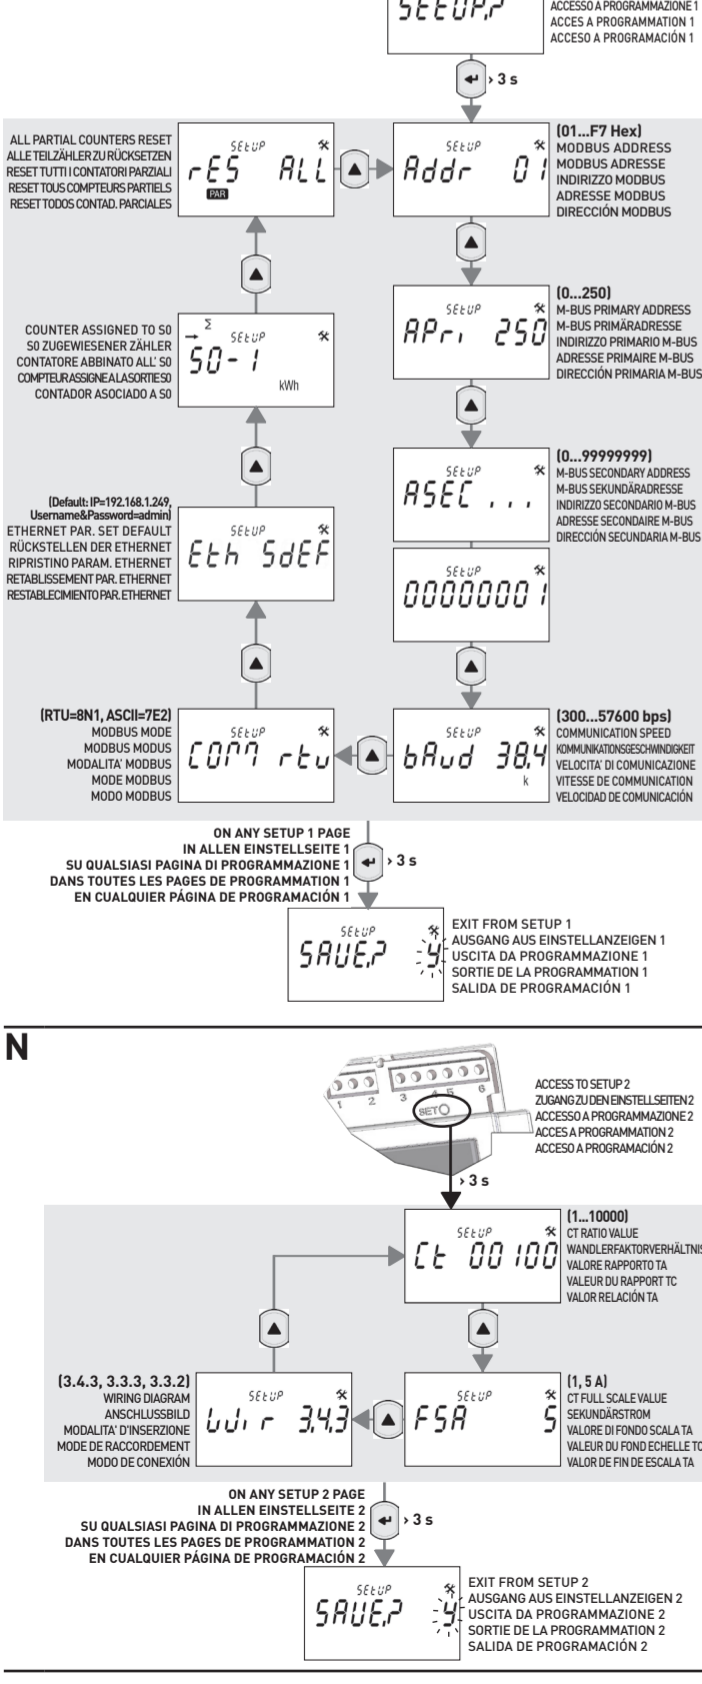 SEtUP.?
ACCESSO A PROGRAMMAZIONE 1
ACCES A PROGRAMMATION 1
ACCESO A PROGRAMACIÓN 1
› 3 s
ALL PARTIAL COUNTERS RESET
ALLE TEILZÄHLER ZU RÜCKSETZEN
RESET TUTTI I CONTATORI PARZIALI
RESET TOUS COMPTEURS PARTIELS
RESET TODOS CONTAD. PARCIALES
SEtUP
rES ALL
PAR
SEtUP
Addr 01
(01...F7 Hex)
MODBUS ADDRESS
MODBUS ADRESSE
INDIRIZZO MODBUS
ADRESSE MODBUS
DIRECCIÓN MODBUS
SEtUP
APri 250
(0...250)
M-BUS PRIMARY ADDRESS
M-BUS PRIMÄRADRESSE
INDIRIZZO PRIMARIO M-BUS
ADRESSE PRIMAIRE M-BUS
DIRECCIÓN PRIMARIA M-BUS
COUNTER ASSIGNED TO S0
S0 ZUGEWIESENER ZÄHLER
CONTATORE ABBINATO ALL' S0
COMPTEUR ASSIGNE A LA SORTIE S0
CONTADOR ASOCIADO A S0
→ Σ
SEtUP
S0-1
kWh
SEtUP
ASEC ...
(0...99999999)
M-BUS SECONDARY ADDRESS
M-BUS SEKUNDÄRADRESSE
INDIRIZZO SECONDARIO M-BUS
ADRESSE SECONDAIRE M-BUS
DIRECCIÓN SECUNDARIA M-BUS
SEtUP
00000001
(Default: IP=192.168.1.249,
Username&Password=admin)
ETHERNET PAR. SET DEFAULT
RÜCKSTELLEN DER ETHERNET
RIPRISTINO PARAM. ETHERNET
RETABLISSEMENT PAR. ETHERNET
RESTABLECIMIENTO PAR. ETHERNET
SEtUP
Eth SdEF
(RTU=8N1, ASCII=7E2)
MODBUS MODE
MODBUS MODUS
MODALITA' MODBUS
MODE MODBUS
MODO MODBUS
SEtUP
COM rtu
SEtUP
bAud 38.4
k
(300...57600 bps)
COMMUNICATION SPEED
KOMMUNIKATIONSGESCHWINDIGKEIT
VELOCITA' DI COMUNICAZIONE
VITESSE DE COMMUNICATION
VELOCIDAD DE COMUNICACIÓN
ON ANY SETUP 1 PAGE
IN ALLEN EINSTELLSEITE 1
SU QUALSIASI PAGINA DI PROGRAMMAZIONE 1
DANS TOUTES LES PAGES DE PROGRAMMATION 1
EN CUALQUIER PÁGINA DE PROGRAMACIÓN 1
› 3 s
SEtUP
SAVE.? Y
EXIT FROM SETUP 1
AUSGANG AUS EINSTELLANZEIGEN 1
USCITA DA PROGRAMMAZIONE 1
SORTIE DE LA PROGRAMMATION 1
SALIDA DE PROGRAMACIÓN 1
N
1 2 3 4 5 6
SET
ACCESS TO SETUP 2
ZUGANG ZU DEN EINSTELLSEITEN 2
ACCESSO A PROGRAMMAZIONE 2
ACCES A PROGRAMMATION 2
ACCESO A PROGRAMACIÓN 2
› 3 s
SEtUP
Ct 00100
(1...10000)
CT RATIO VALUE
WANDLERFAKTORVERHÄLTNIS
VALORE RAPPORTO TA
VALEUR DU RAPPORT TC
VALOR RELACIÓN TA
(3.4.3, 3.3.3, 3.3.2)
WIRING DIAGRAM
ANSCHLUSSBILD
MODALITA' D'INSERZIONE
MODE DE RACCORDEMENT
MODO DE CONEXIÓN
SEtUP
Wir 3.4.3
SEtUP
FSA 5
(1, 5 A)
CT FULL SCALE VALUE
SEKUNDÄRSTROM
VALORE DI FONDO SCALA TA
VALEUR DU FOND ECHELLE TC
VALOR DE FIN DE ESCALA TA
ON ANY SETUP 2 PAGE
IN ALLEN EINSTELLSEITE 2
SU QUALSIASI PAGINA DI PROGRAMMAZIONE 2
DANS TOUTES LES PAGES DE PROGRAMMATION 2
EN CUALQUIER PÁGINA DE PROGRAMACIÓN 2
› 3 s
SEtUP
SAVE.? Y
EXIT FROM SETUP 2
AUSGANG AUS EINSTELLANZEIGEN 2
USCITA DA PROGRAMMAZIONE 2
SORTIE DE LA PROGRAMMATION 2
SALIDA DE PROGRAMACIÓN 2